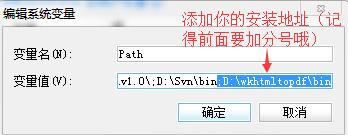 编辑系统变量
添加你的安装地址（记
得前面要加分号哦）
变量名(N): Path
变量值(V): .v1.0\;D:\Svn\bin;D:\wkhtmltopdf\bin
确定 取消